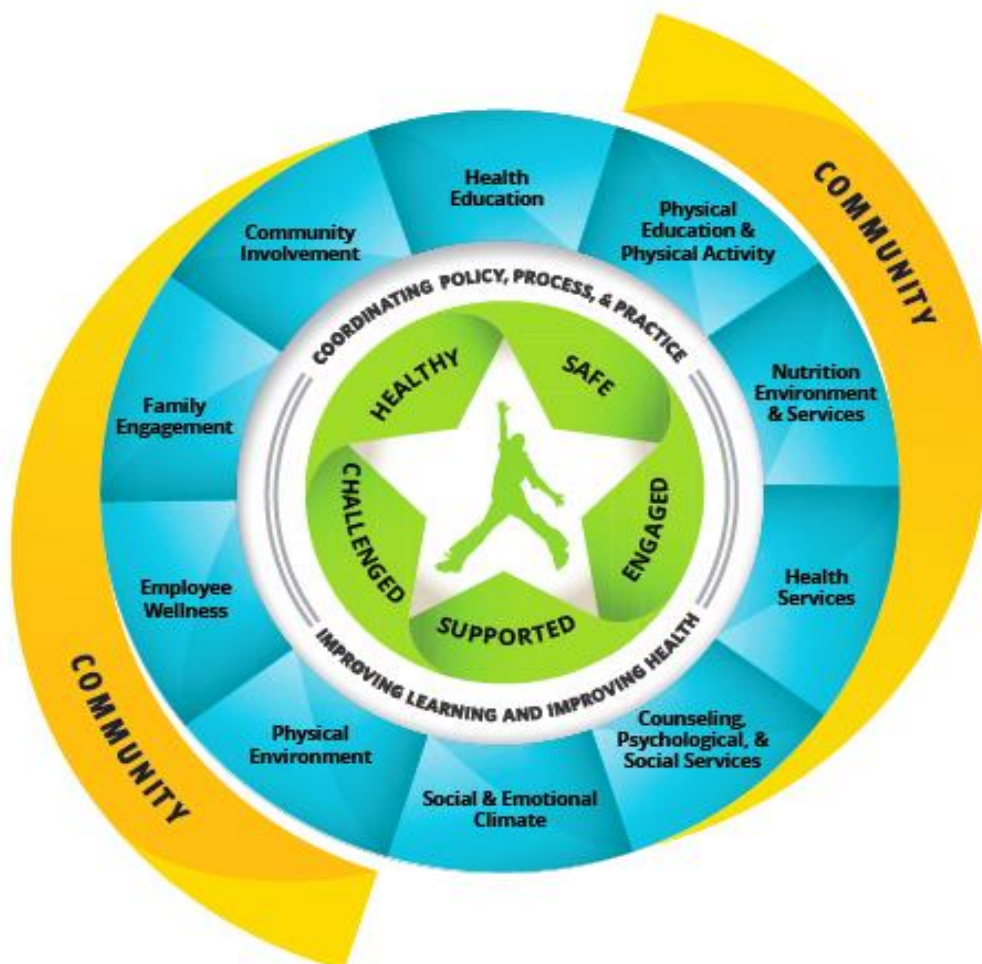 COMMUNITY
Health
Education
Physical
Education &
Physical Activity
Nutrition
Environment
& Services
Health
Services
Counseling,
Psychological, &
Social Services
Social & Emotional
Climate
Physical
Environment
Employee
Wellness
Family
Engagement
Community
Involvement
COORDINATING POLICY, PROCESS, & PRACTICE
IMPROVING LEARNING AND IMPROVING HEALTH
HEALTHY
SAFE
ENGAGED
SUPPORTED
CHALLENGED
COMMUNITY